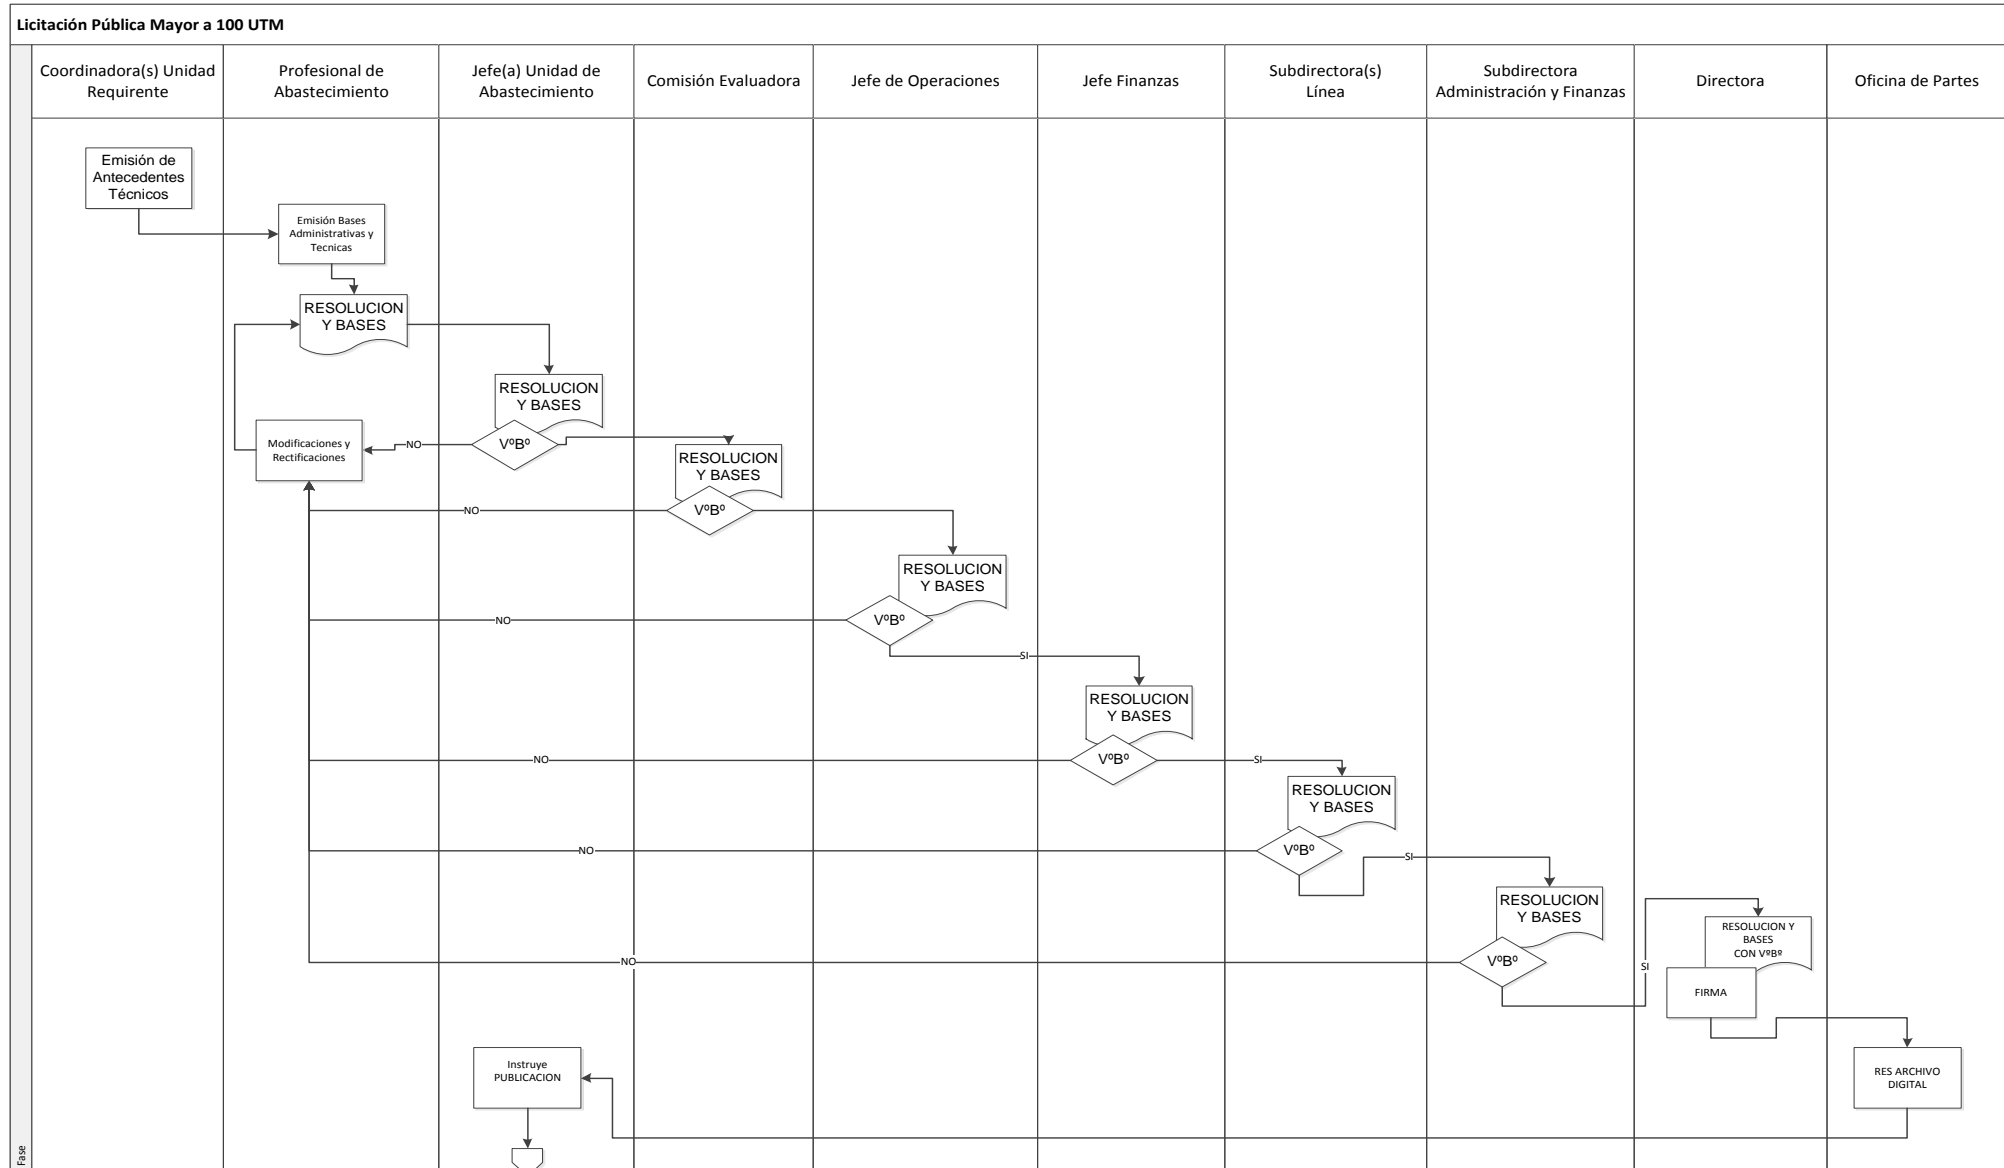 Licitación Pública Mayor a 100 UTM
Coordinadora(s) Unidad
Requirente
Profesional de
Abastecimiento
Jefe(a) Unidad de
Abastecimiento
Comisión Evaluadora
Jefe de Operaciones
Jefe Finanzas
Subdirectora(s)
Línea
Subdirectora
Administración y Finanzas
Directora
Oficina de Partes
Emisión de
Antecedentes
Técnicos
Emisión Bases
Administrativas y
Tecnicas
RESOLUCION
Y BASES
RESOLUCION
Y BASES
VºBº
NO
Modificaciones y
Rectificaciones
RESOLUCION
Y BASES
VºBº
NO
RESOLUCION
Y BASES
VºBº
NO
SI
RESOLUCION
Y BASES
VºBº
NO
SI
RESOLUCION
Y BASES
VºBº
NO
SI
RESOLUCION
Y BASES
VºBº
NO
SI
RESOLUCION Y
BASES
CON VºBº
FIRMA
RES ARCHIVO
DIGITAL
Instruye
PUBLICACION
Fase